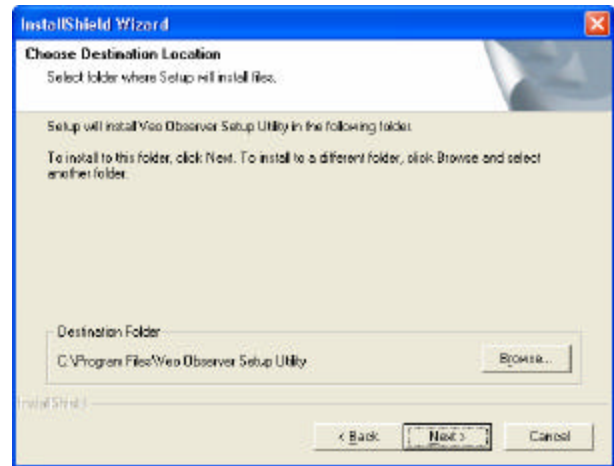 InstallShield Wizard
Choose Destination Location
Select folder where Setup will install files.
Setup will install Veo Observer Setup Utility in the following folder.
To install to this folder, click Next. To install to a different folder, click Browse and select
another folder.
Destination Folder
C:\Program Files\Veo Observer Setup Utility
Browse...
InstallShield
< Back
Next >
Cancel